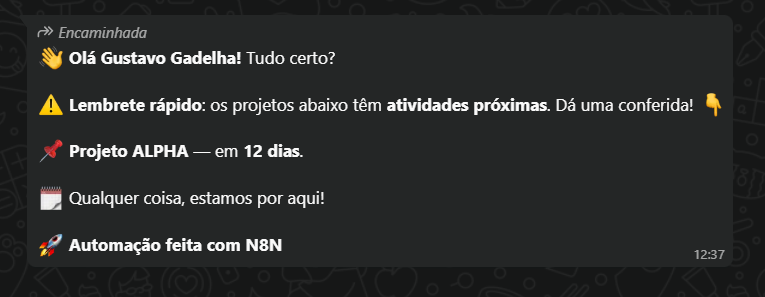 Encaminhada
👋 Olá Gustavo Gadelha! Tudo certo?
⚠️ Lembrete rápido: os projetos abaixo têm atividades próximas. Dá uma conferida! 👇
📌 Projeto ALPHA — em 12 dias.
🗓️ Qualquer coisa, estamos por aqui!
🚀 Automação feita com N8N
12:37